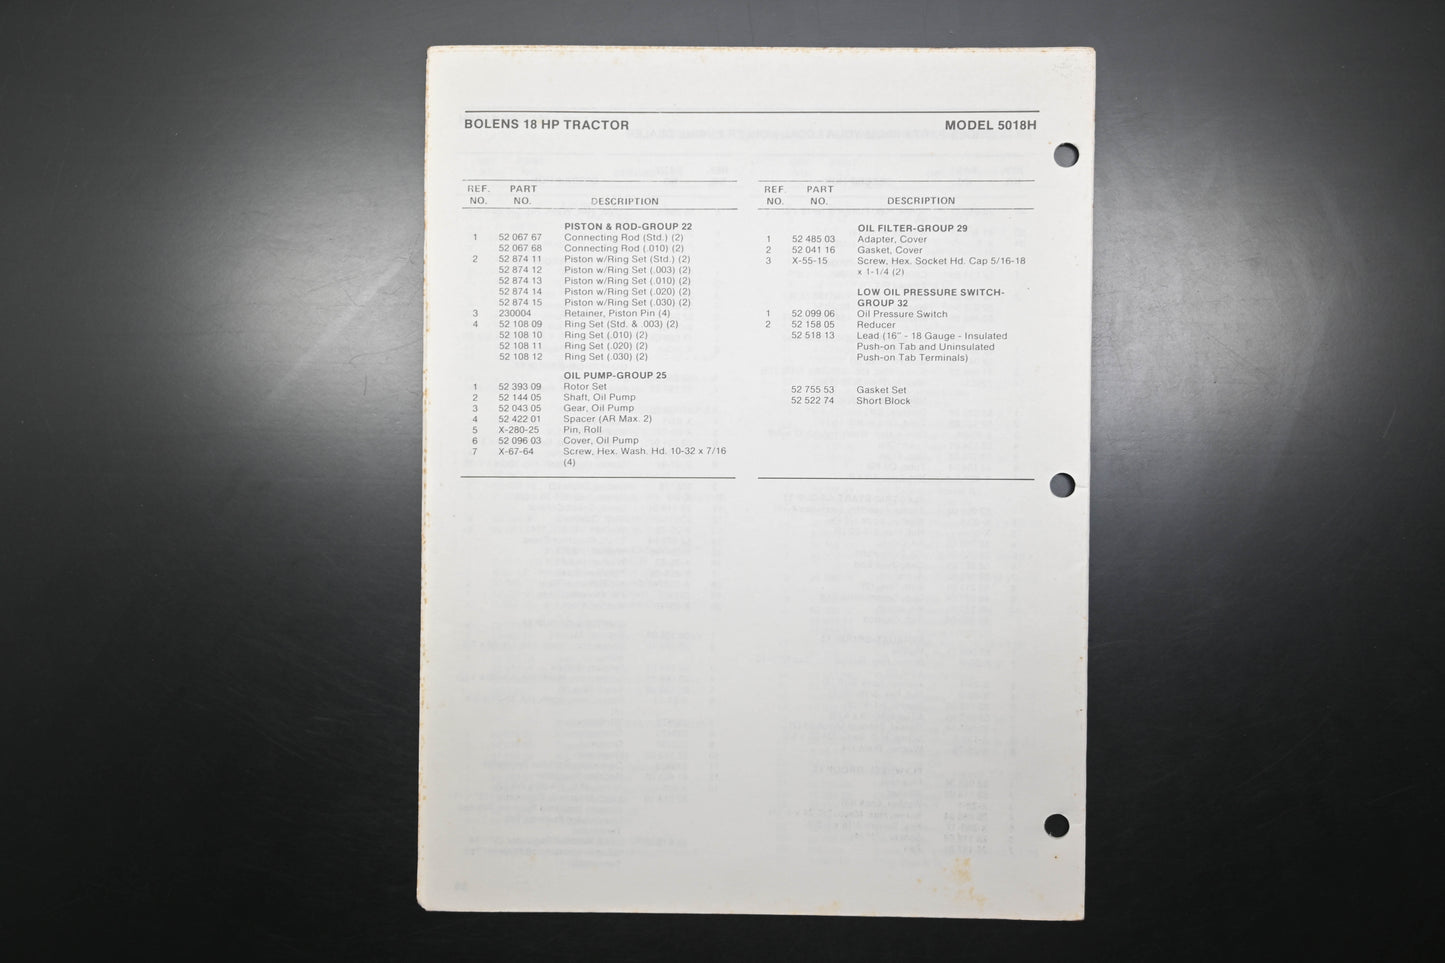 BOLENS 18 HP TRACTOR MODEL 5018H
REF. PART
NO. NO. DESCRIPTION
PISTON & ROD-GROUP 22
1 52 067 67 Connecting Rod (Std.) (2)
52 067 68 Connecting Rod (.010) (2)
2 52 874 11 Piston w/Ring Set (Std.) (2)
52 874 12 Piston w/Ring Set (.003) (2)
52 874 13 Piston w/Ring Set (.010) (2)
52 874 14 Piston w/Ring Set (.020) (2)
52 874 15 Piston w/Ring Set (.030) (2)
3 230004 Retainer, Piston Pin (4)
4 52 108 09 Ring Set (Std. & .003) (2)
52 108 10 Ring Set (.010) (2)
52 108 11 Ring Set (.020) (2)
52 108 12 Ring Set (.030) (2)
OIL PUMP-GROUP 25
1 52 393 09 Rotor Set
2 52 144 05 Shaft, Oil Pump
3 52 043 05 Gear, Oil Pump
4 52 422 01 Spacer (AR Max. 2)
5 X-280-25 Pin, Roll
6 52 096 03 Cover, Oil Pump
7 X-67-64 Screw, Hex. Wash. Hd. 10-32 x 7/16
(4)
REF. PART
NO. NO. DESCRIPTION
OIL FILTER-GROUP 29
1 52 485 03 Adapter, Cover
2 52 041 16 Gasket, Cover
3 X-55-15 Screw, Hex. Socket Hd. Cap 5/16-18
x 1-1/4 (2)
LOW OIL PRESSURE SWITCH-
GROUP 32
1 52 099 06 Oil Pressure Switch
2 52 158 05 Reducer
52 518 13 Lead (16" - 18 Gauge - Insulated
Push-on Tab and Uninsulated
Push-on Tab Terminals)
52 755 53 Gasket Set
52 522 74 Short Block